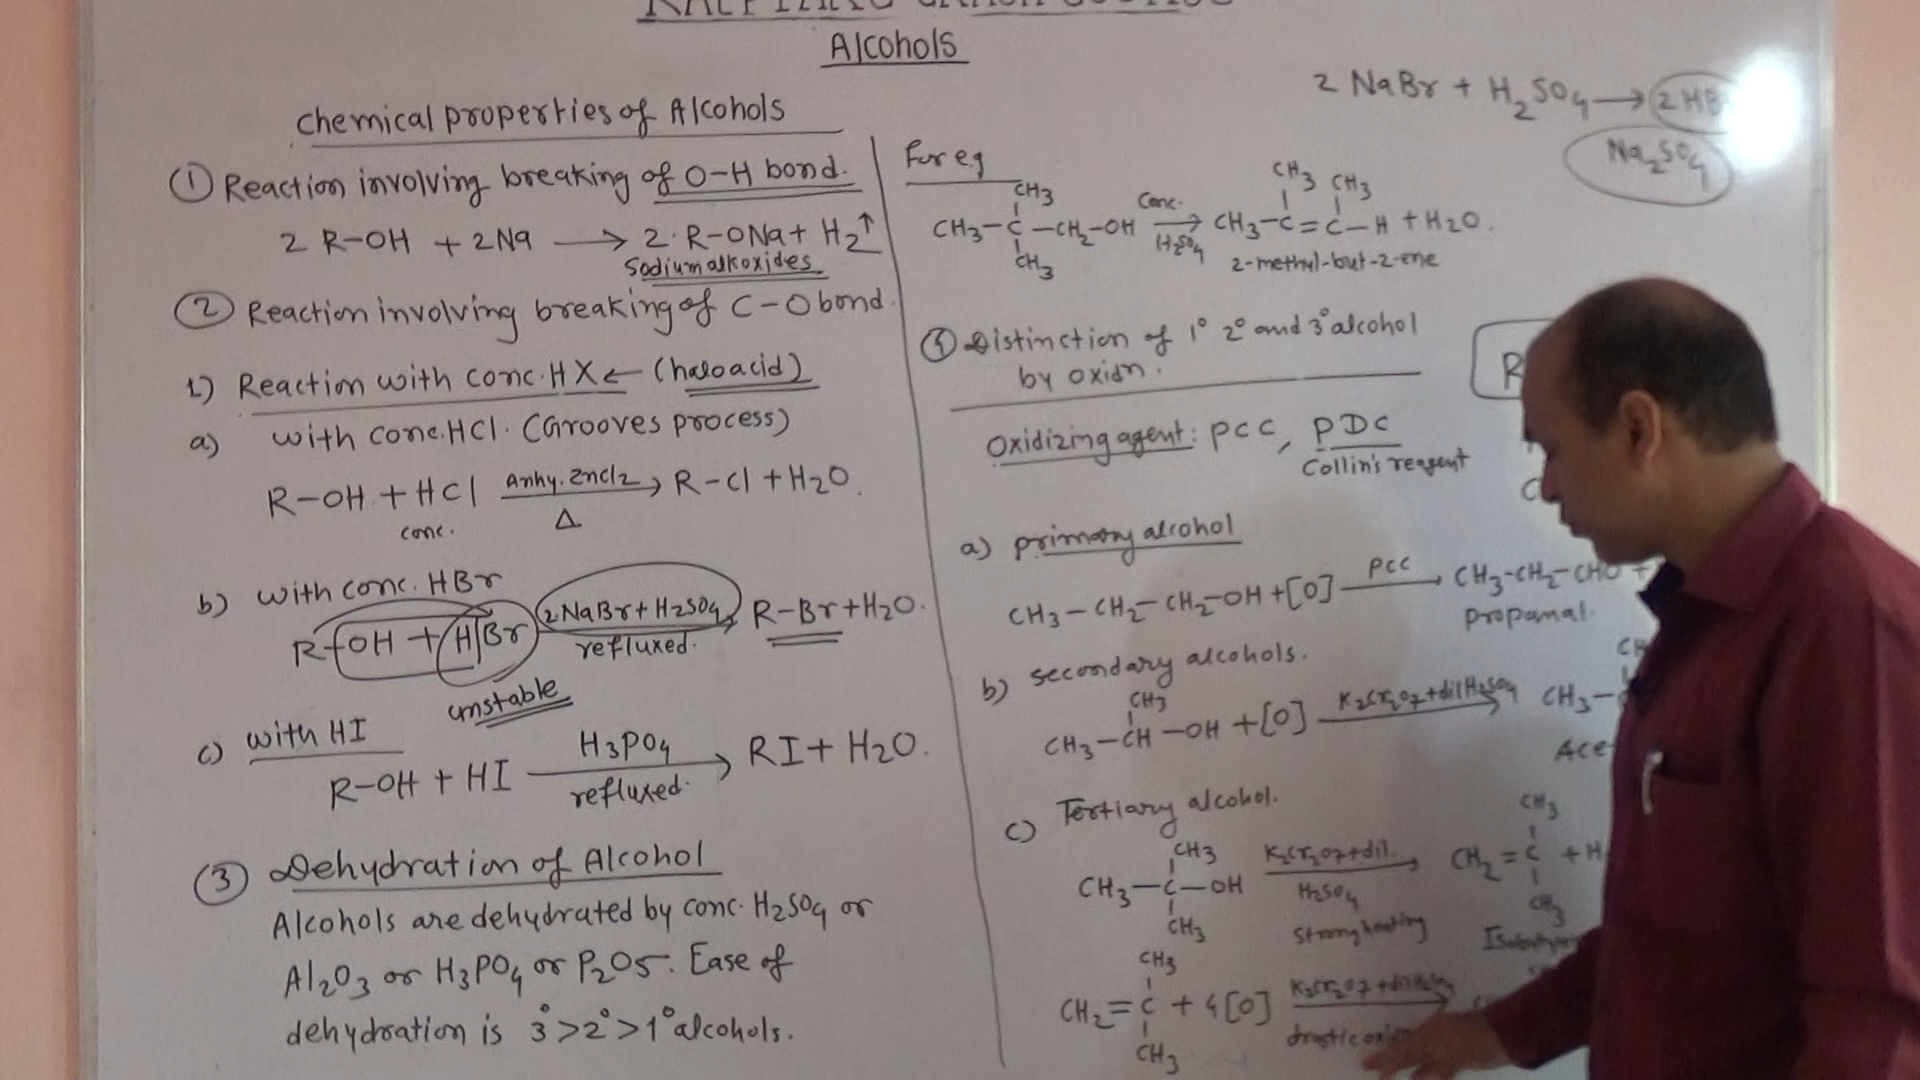 Alcohols
Chemical properties of Alcohols
① Reaction involving breaking of O-H bond.
2 R-OH + 2Na ⟶ 2 R-ONa + H₂↑
Sodium alkoxides
② Reaction involving breaking of C-O bond
1) Reaction with conc. HX ← (haloacid)
a) with conc. HCl. (Grooves process)
R-OH + HCl ⟶ R-Cl + H₂O.
Anhy. ZnCl₂
Δ
conc.
b) with conc. HBr
R-OH + HBr ⟶ R-Br + H₂O.
2NaBr + H₂SO₄
refluxed.
unstable
c) with HI
R-OH + HI ⟶ RI + H₂O.
H₃PO₄
refluxed.
③ Dehydration of Alcohol
Alcohols are dehydrated by conc. H₂SO₄ or
Al₂O₃ or H₃PO₄ or P₂O₅. Ease of
dehydration is 3° > 2° > 1° alcohols.
2 NaBr + H₂SO₄ ⟶ 2HB
Na₂SO₄
For eg
CH₃ CH₃ CH₃
CH₃-C-CH₂-OH ⟶ CH₃-C=C-H + H₂O.
Conc.
H₂SO₄
CH₃
2-methyl-but-2-ene
Distinction of 1° 2° and 3° alcohol
by oxidn.
R
Oxidizing agent: PCC, PDC
Collin's reagent
a) primary alcohol
CH₃-CH₂-CH₂-OH + [O] ⟶ CH₃-CH₂-CHO +
PCC
propanal.
b) secondary alcohols.
CH₃
CH₃-CH-OH + [O] ⟶ CH₃-
K₂Cr₂O₇ + dil H₂SO₄
Ace
c) Tertiary alcohol.
CH₃ CH₃
CH₃-C-OH ⟶ CH₂=C + H
K₂Cr₂O₇ + dil.
H₂SO₄
CH₃ CH₃
Strong heating
CH₃
CH₂=C + 4[O] ⟶
K₂Cr₂O₇ + dil H₂SO₄
CH₃